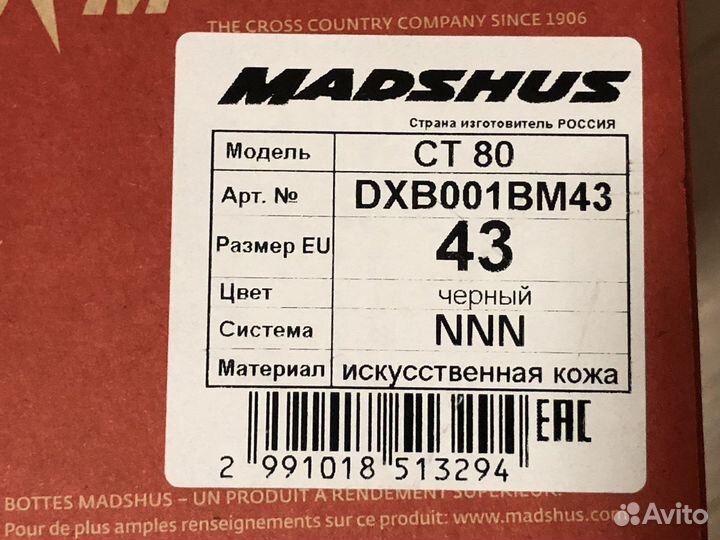 THE CROSS COUNTRY COMPANY SINCE 1906
MADSHUS
Страна изготовитель РОССИЯ
Модель CT 80
Арт. № DXB001BM43
Размер EU 43
Цвет черный
Система NNN
Материал искусственная кожа
EAC
2 991018 513294
BOTTES MADSHUS – UN PRODUIT À RENDEMENT SUPÉRIEUR.
Pour de plus amples renseignements sur ce produit: www.madshus.com
Avito